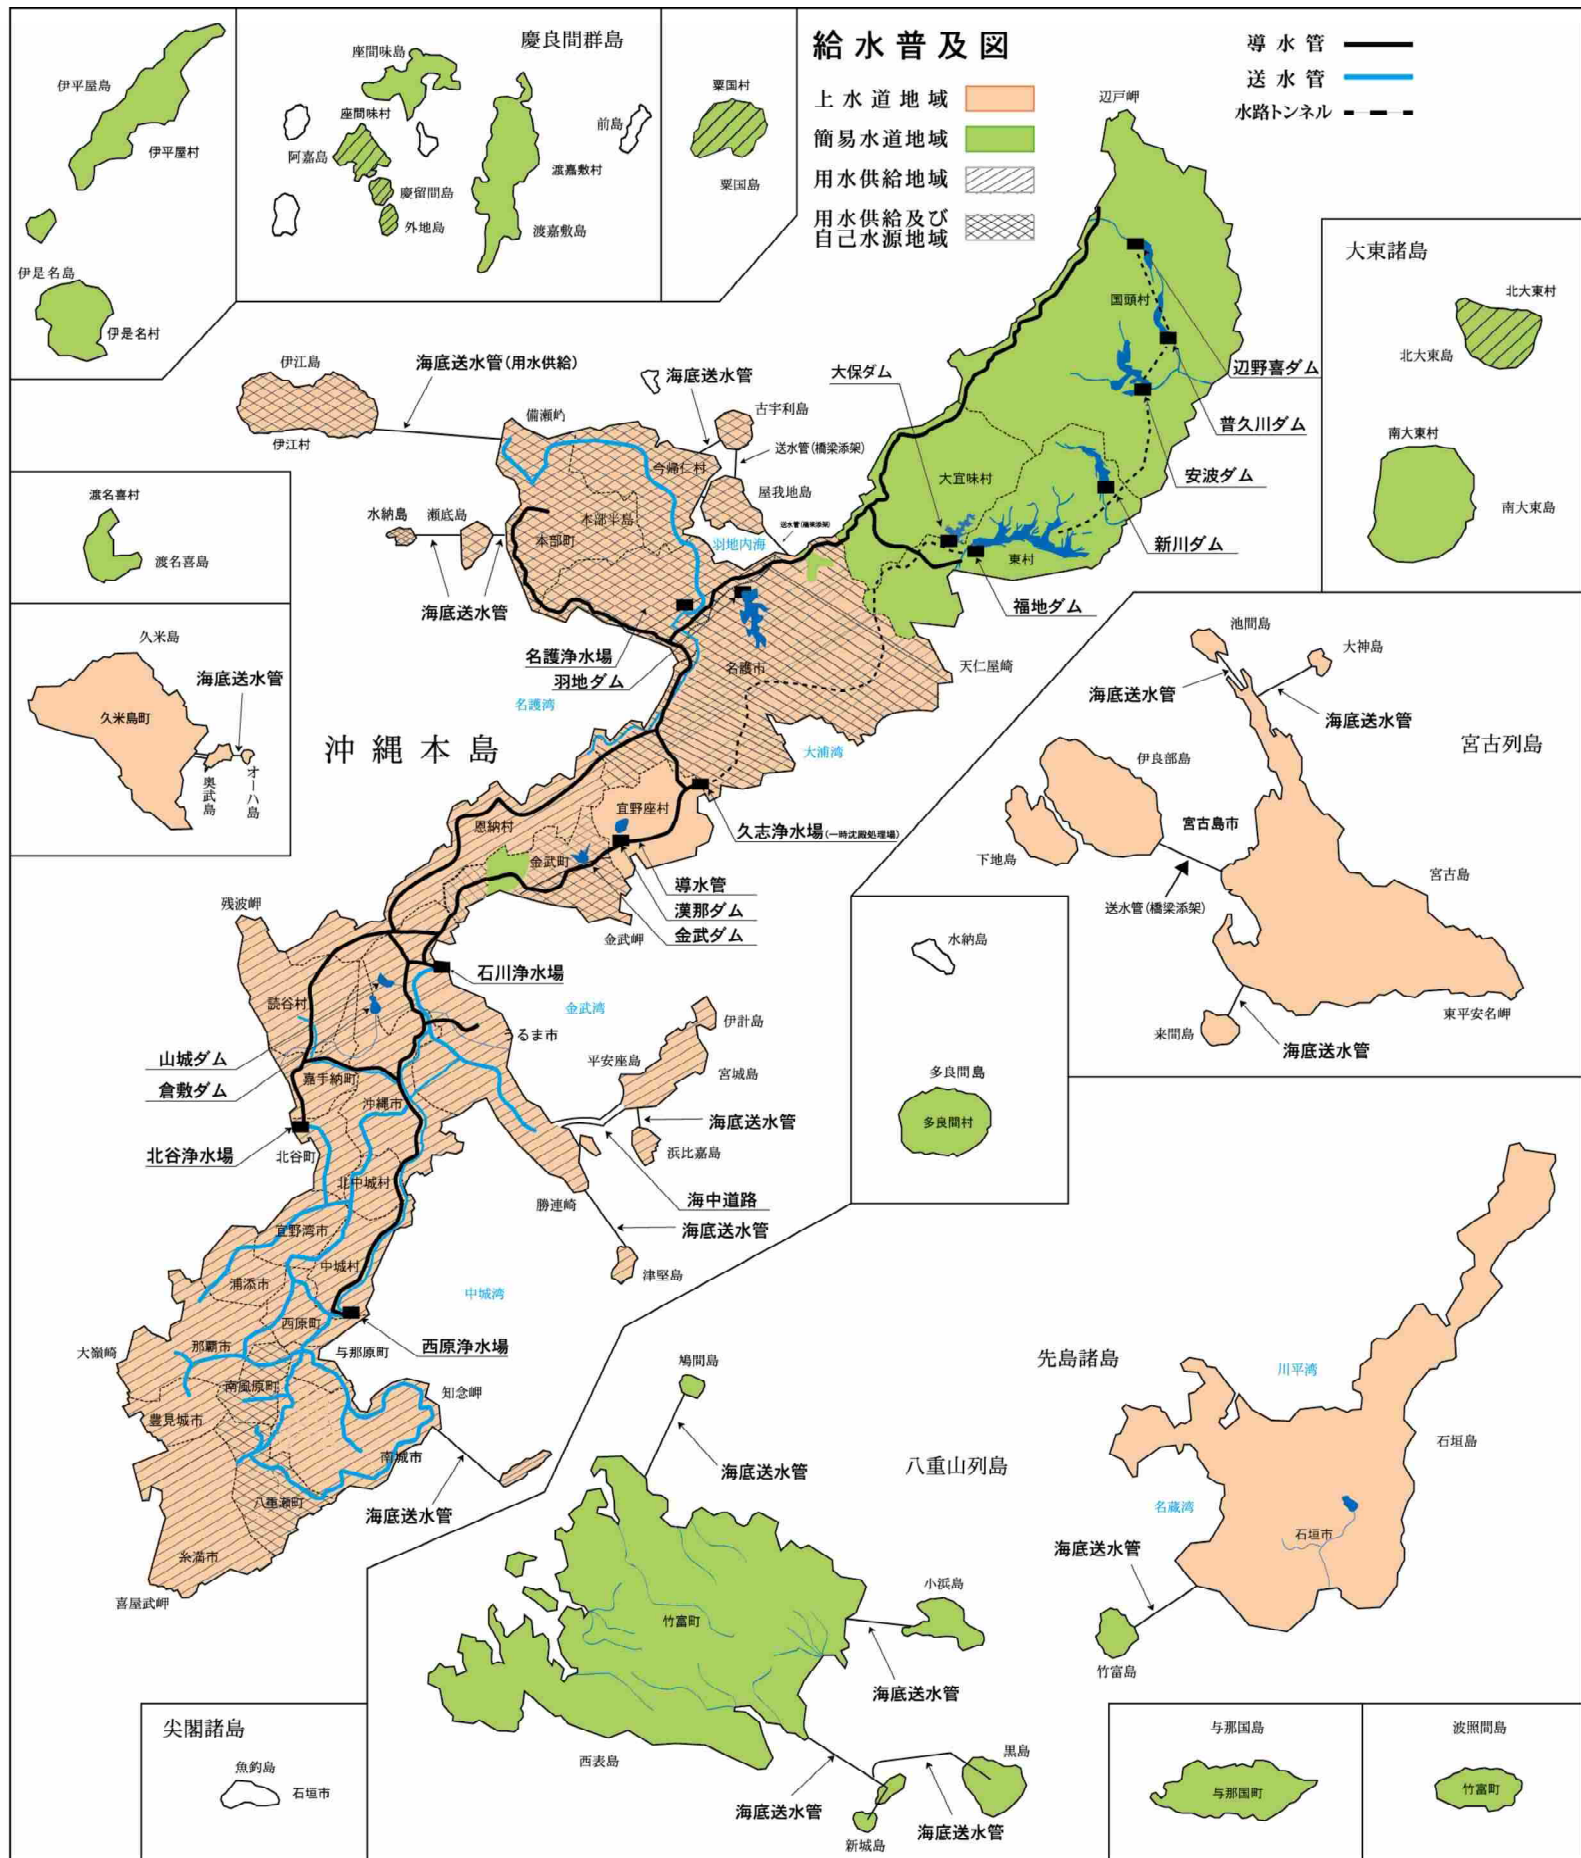 給水普及図
上水道地域
簡易水道地域
用水供給地域
用水供給及び
自己水源地域
導水管
送水管
水路トンネル
伊平屋島
伊平屋村
伊是名島
伊是名村
慶良間群島
座間味島
座間味村
阿嘉島
慶留間島
外地島
前島
渡嘉敷村
渡嘉敷島
粟国村
粟国島
辺戸岬
国頭村
辺野喜ダム
普久川ダム
安波ダム
新川ダム
福地ダム
大保ダム
大宜味村
東村
大東諸島
北大東村
北大東島
南大東村
南大東島
伊江島
伊江村
海底送水管(用水供給)
備瀬崎
海底送水管
古宇利島
送水管(橋梁添架)
今帰仁村
屋我地島
送水管(橋梁添架)
羽地内海
本部半島
本部町
水納島
瀬底島
海底送水管
名護浄水場
羽地ダム
名護市
天仁屋崎
名護湾
大浦湾
沖縄本島
渡名喜村
渡名喜島
久米島
久米島町
海底送水管
奥武島
オーハ島
恩納村
宜野座村
金武町
久志浄水場(一時沈殿処理場)
導水管
漢那ダム
金武ダム
金武岬
残波岬
石川浄水場
金武湾
読谷村
うるま市
山城ダム
倉敷ダム
嘉手納町
沖縄市
北谷浄水場
北谷町
北中城村
宜野湾市
中城村
浦添市
西原町
西原浄水場
中城湾
伊計島
平安座島
宮城島
海底送水管
浜比嘉島
海中道路
勝連崎
海底送水管
津堅島
大嶺崎
那覇市
与那原町
南風原町
知念岬
豊見城市
南城市
八重瀬町
海底送水管
糸満市
喜屋武岬
宮古列島
池間島
大神島
海底送水管
海底送水管
伊良部島
下地島
宮古島市
宮古島
送水管(橋梁添架)
来間島
海底送水管
東平安名岬
水納島
多良間島
多良間村
先島諸島
八重山列島
川平湾
石垣島
名蔵湾
石垣市
海底送水管
竹富島
鳩間島
海底送水管
竹富町
小浜島
海底送水管
西表島
海底送水管
黒島
新城島
海底送水管
尖閣諸島
魚釣島
石垣市
与那国島
与那国町
波照間島
竹富町